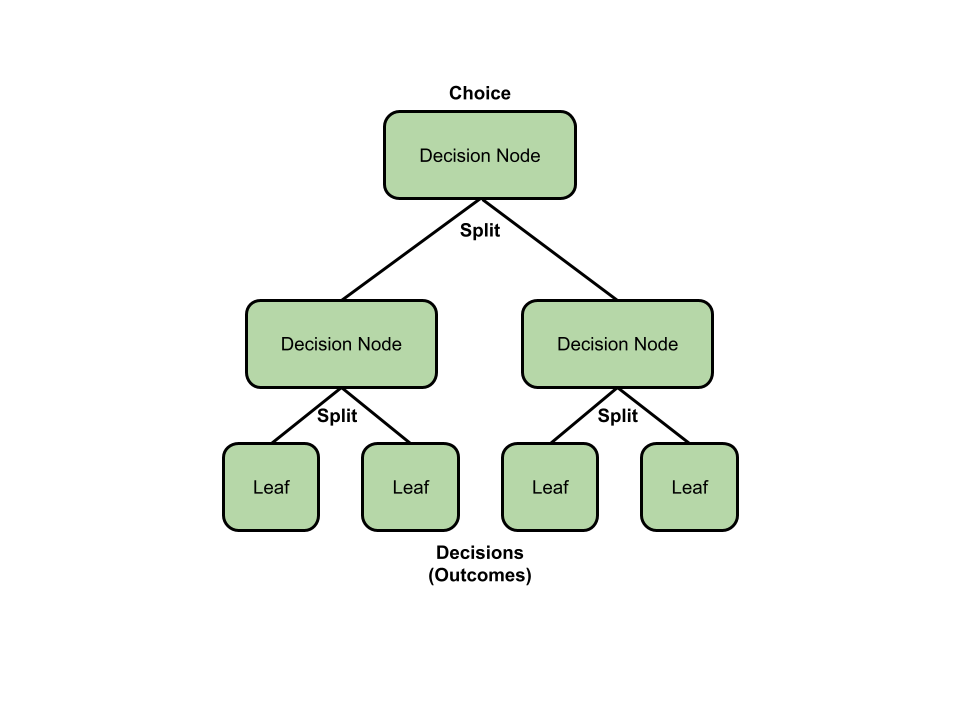 Choice
Decision Node
Split
Decision Node
Decision Node
Split
Split
Leaf
Leaf
Leaf
Leaf
Decisions
(Outcomes)